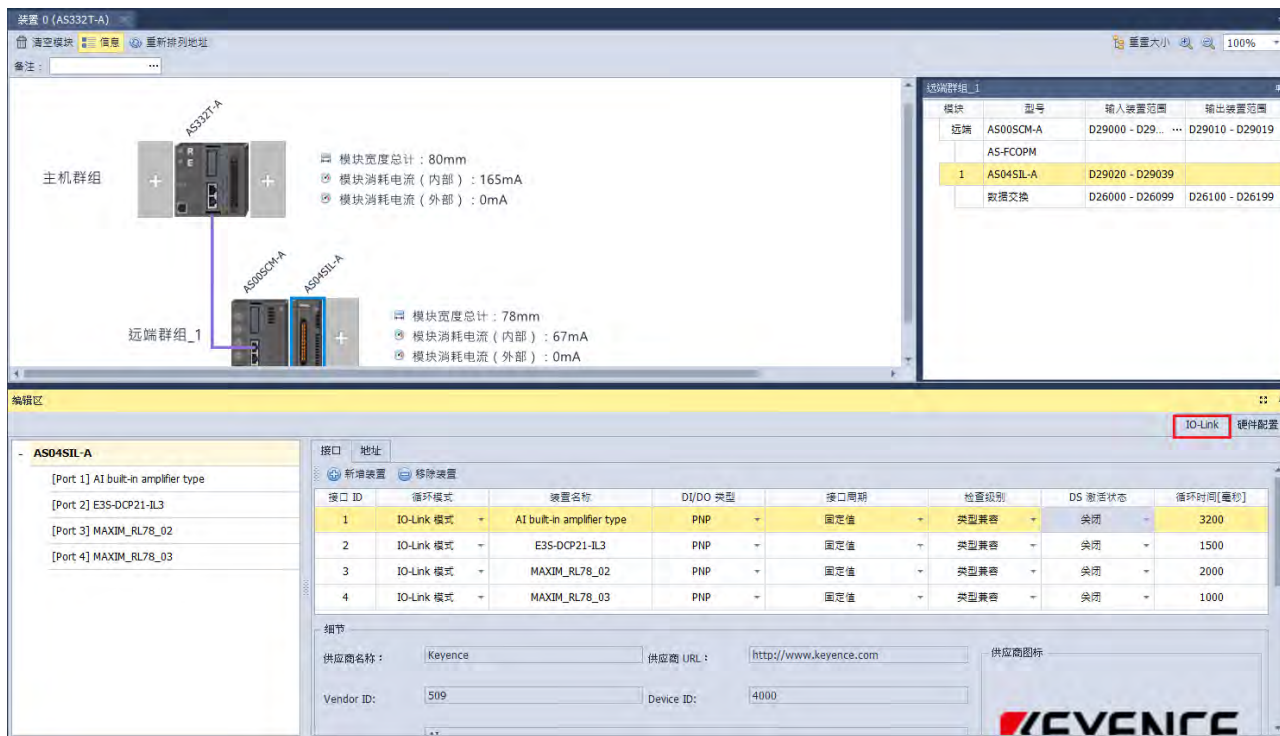 装置 0 (AS332T-A)
清空模块 信息 重新排列地址 重置大小 100%
备注： ...
AS332T-A
主机群组
模块宽度总计：80mm
模块消耗电流（内部）：165mA
模块消耗电流（外部）：0mA
AS00SCM-A AS04SIL-A
远端群组_1
模块宽度总计：78mm
模块消耗电流（内部）：67mA
模块消耗电流（外部）：0mA
远端群组_1
模块 型号 输入装置范围 输出装置范围
远端 AS00SCM-A D29000 - D29... ... D29010 - D29019
AS-FCOPM
1 AS04SIL-A D29020 - D29039
数据交换 D26000 - D26099 D26100 - D26199
编辑区
IO-Link 硬件配置
- AS04SIL-A
[Port 1] AI built-in amplifier type
[Port 2] E3S-DCP21-IL3
[Port 3] MAXIM_RL78_02
[Port 4] MAXIM_RL78_03
接口 地址
新增装置 移除装置
接口 ID 循环模式 装置名称 DI/DO 类型 接口周期 检查级别 DS 激活状态 循环时间[毫秒]
1 IO-Link 模式 AI built-in amplifier type PNP 固定值 类型兼容 关闭 3200
2 IO-Link 模式 E3S-DCP21-IL3 PNP 固定值 类型兼容 关闭 1500
3 IO-Link 模式 MAXIM_RL78_02 PNP 固定值 类型兼容 关闭 2000
4 IO-Link 模式 MAXIM_RL78_03 PNP 固定值 类型兼容 关闭 1000
细节
供应商名称： Keyence 供应商 URL： http://www.keyence.com 供应商图标
Vendor ID: 509 Device ID: 4000
KEYENCE